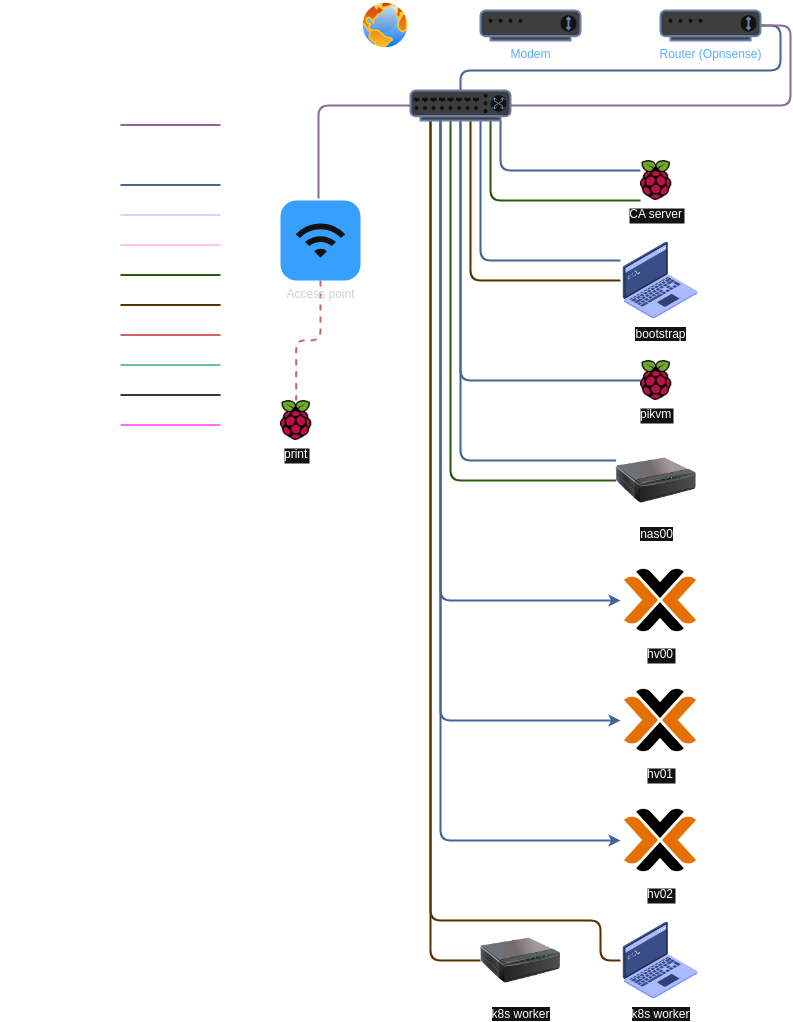 Modem
Router (Opnsense)
CA server
Access point
bootstrap
pikvm
print
nas00
hv00
hv01
hv02
k8s worker
k8s worker